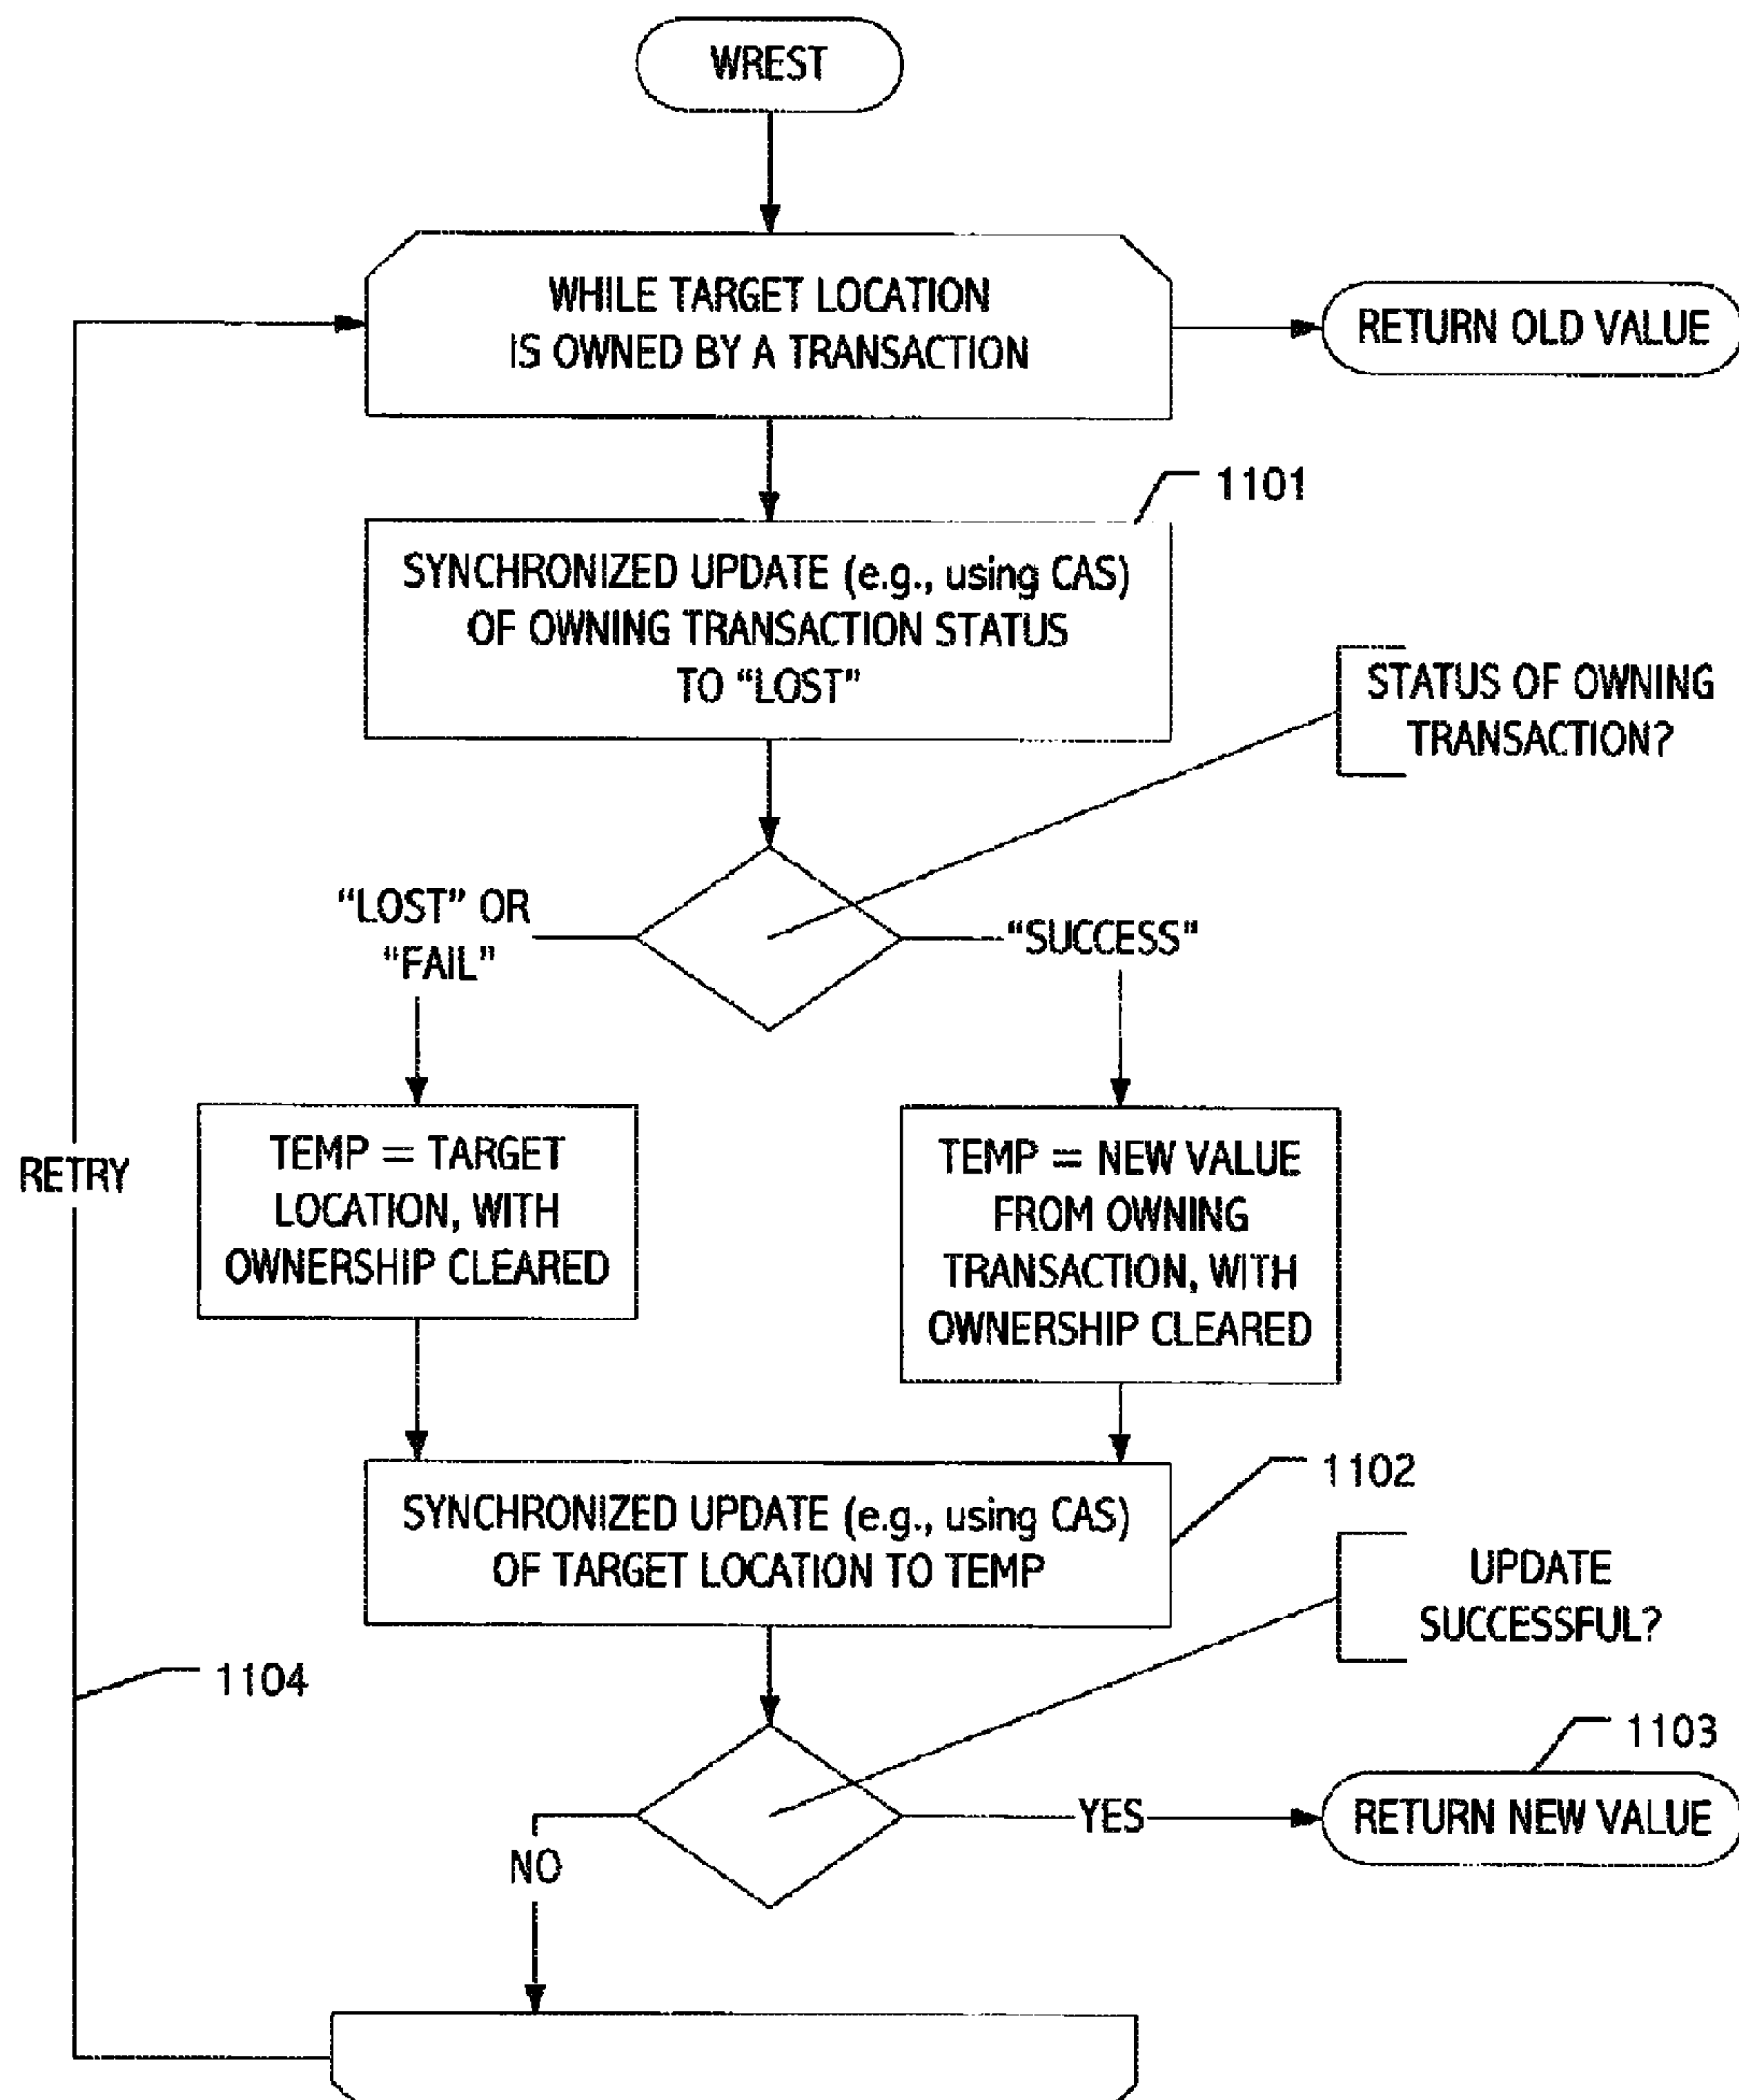 WREST
WHILE TARGET LOCATION
IS OWNED BY A TRANSACTION
RETURN OLD VALUE
1101
SYNCHRONIZED UPDATE (e.g., using CAS)
OF OWNING TRANSACTION STATUS
TO “LOST”
STATUS OF OWNING
TRANSACTION?
“LOST” OR
“FAIL”
“SUCCESS”
TEMP = TARGET
LOCATION, WITH
OWNERSHIP CLEARED
TEMP = NEW VALUE
FROM OWNING
TRANSACTION, WITH
OWNERSHIP CLEARED
RETRY
1102
SYNCHRONIZED UPDATE (e.g., using CAS)
OF TARGET LOCATION TO TEMP
UPDATE
SUCCESSFUL?
1104
1103
YES
RETURN NEW VALUE
NO